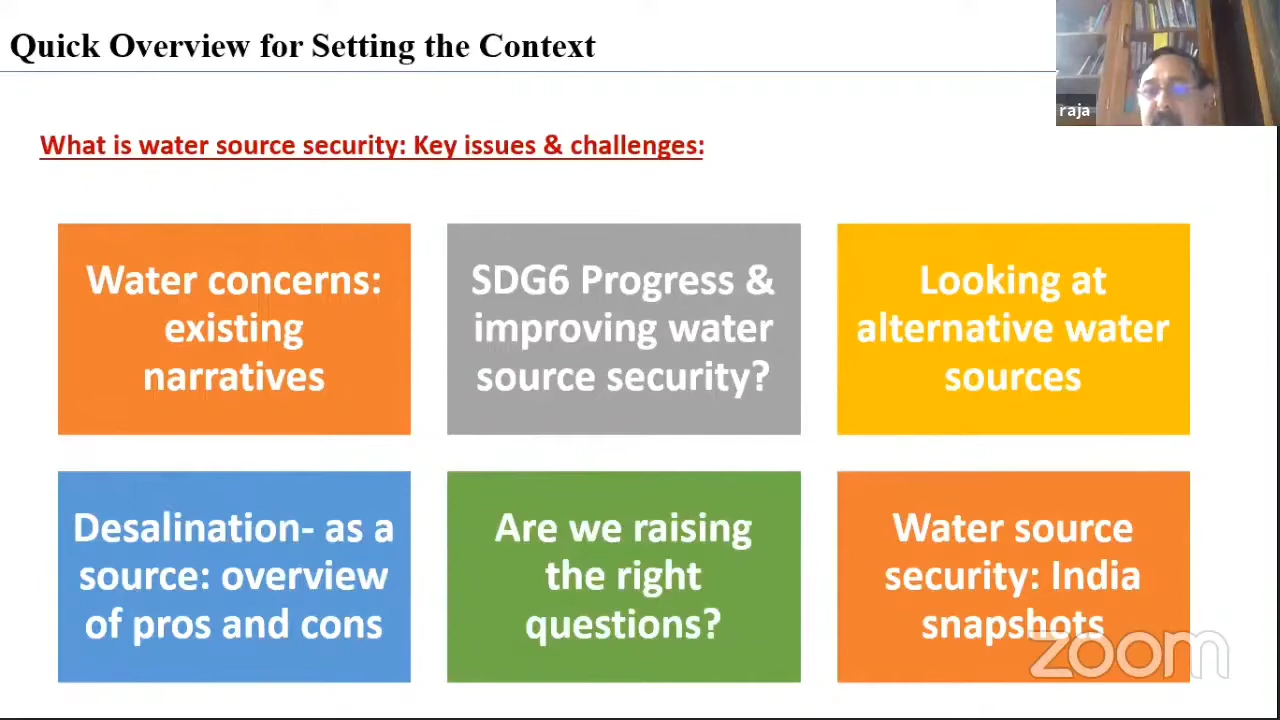 Quick Overview for Setting the Context
raja
What is water source security: Key issues & challenges:
Water concerns:
existing
narratives
SDG6 Progress &
improving water
source security?
Looking at
alternative water
sources
Desalination- as a
source: overview
of pros and cons
Are we raising
the right
questions?
Water source
security: India
snapshots
zoom